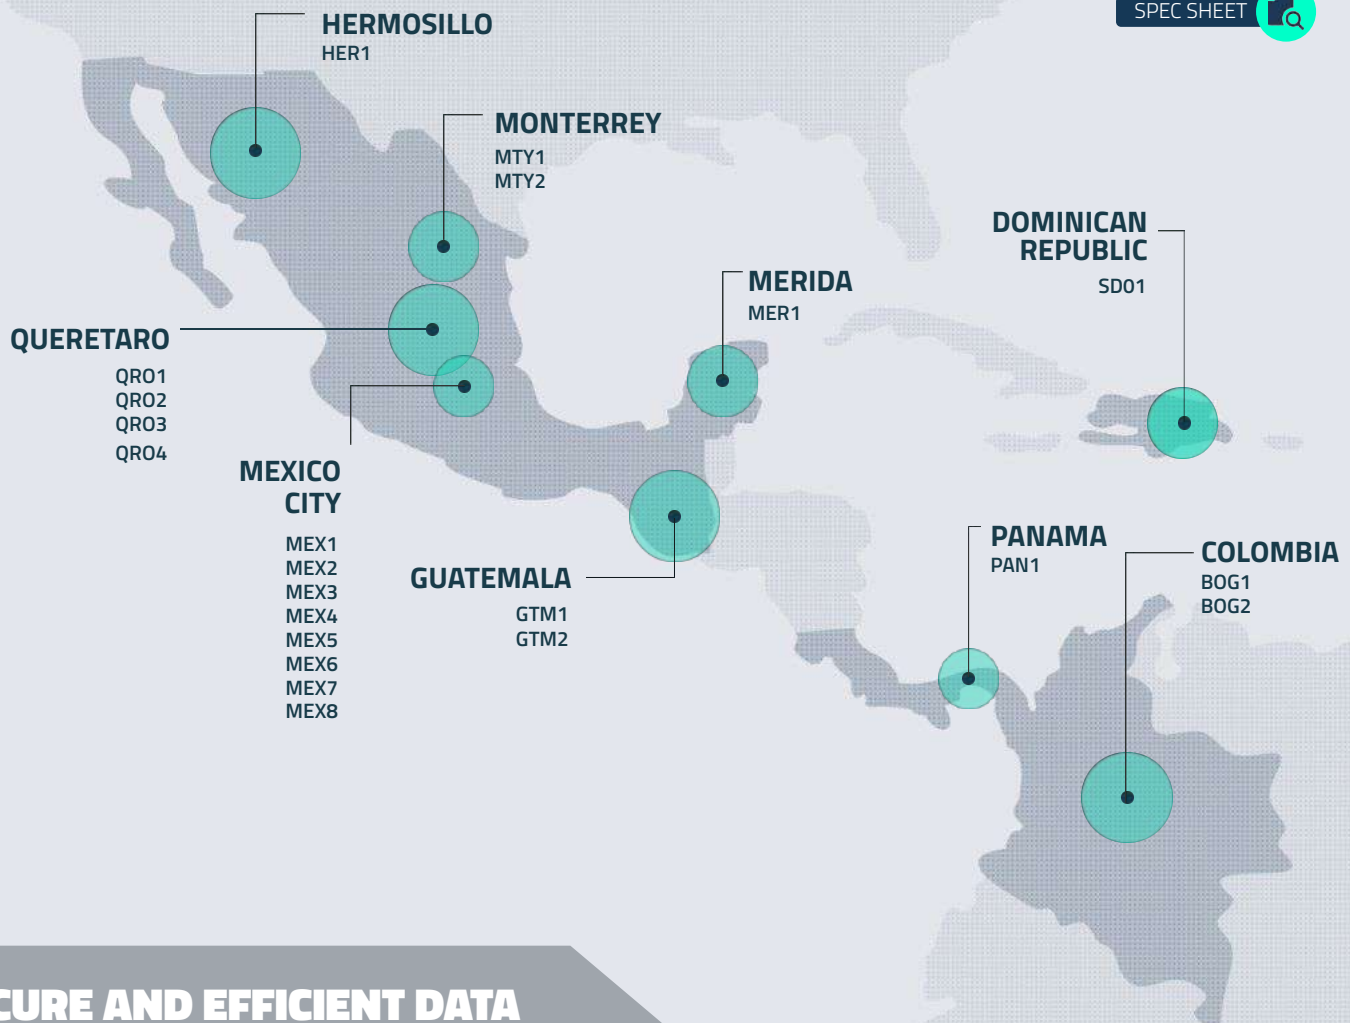 SPEC SHEET
HERMOSILLO
HER1
MONTERREY
MTY1
MTY2
DOMINICAN
REPUBLIC
SDO1
MERIDA
MER1
QUERETARO
QRO1
QRO2
QRO3
QRO4
MEXICO
CITY
MEX1
MEX2
MEX3
MEX4
MEX5
MEX6
MEX7
MEX8
GUATEMALA
GTM1
GTM2
PANAMA
PAN1
COLOMBIA
BOG1
BOG2
CURE AND EFFICIENT DATA